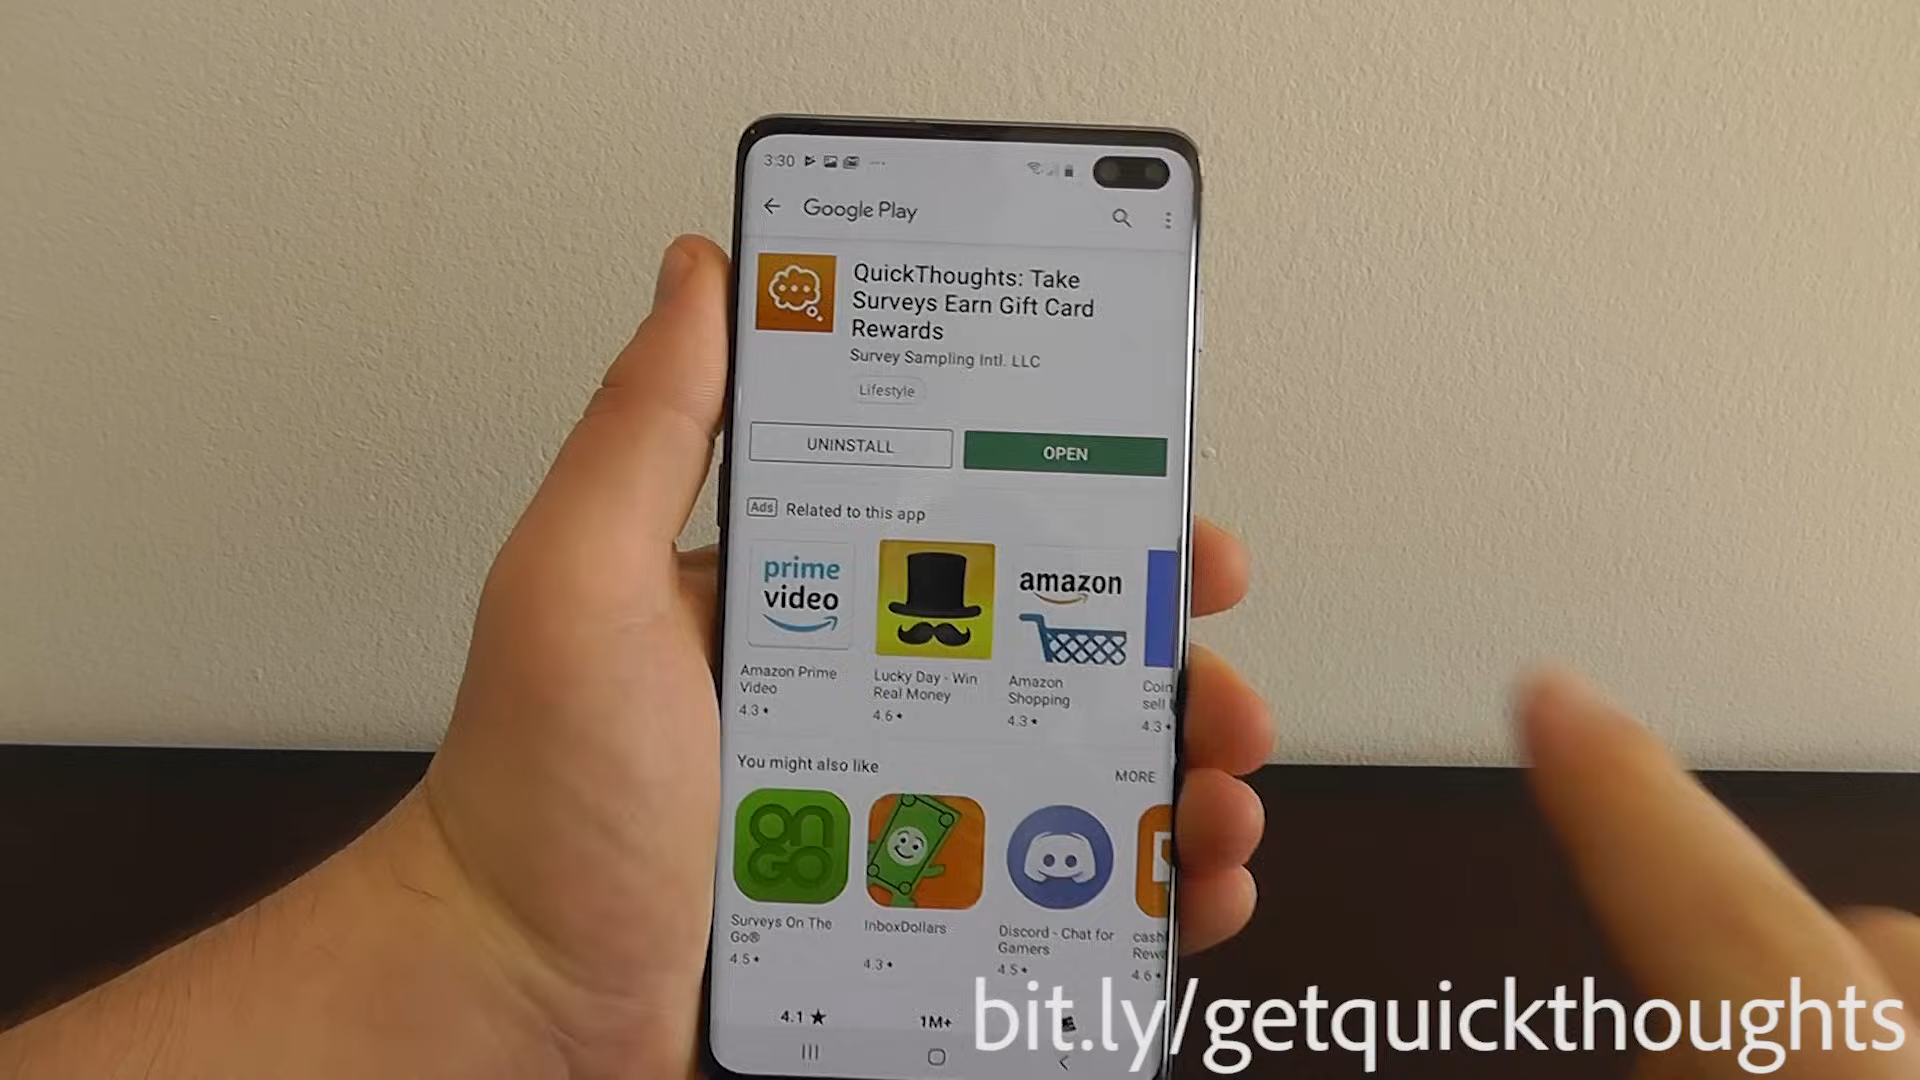 3:30
Google Play
QuickThoughts: Take
Surveys Earn Gift Card
Rewards
Survey Sampling Intl. LLC
Lifestyle
UNINSTALL
OPEN
Ads Related to this app
prime
video
amazon
Amazon Prime
Video
4.3★
Lucky Day - Win
Real Money
4.6★
Amazon
Shopping
4.3★
Coin
sell
4.3★
You might also like
MORE
on
GO
Surveys On The
Go®
4.5★
InboxDollars
4.3★
Discord - Chat for
Gamers
4.5★
cash
Rewa
4.6★
4.1★
1M+
bit.ly/getquickthoughts